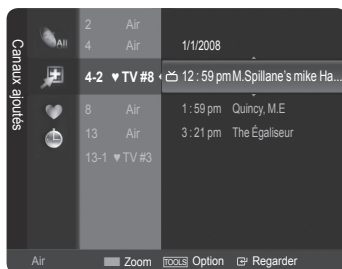 Canaux ajoutés
All
2 Air
4 Air
1/1/2008
4-2 ♥ TV #8
12 : 59 pm M.Spillane's mike Ha...
8 Air
1 : 59 pm Quincy, M.E
13 Air
3 : 21 pm The Égaliseur
13-1 ♥ TV #3
Air
Zoom
TOOLS Option
Regarder